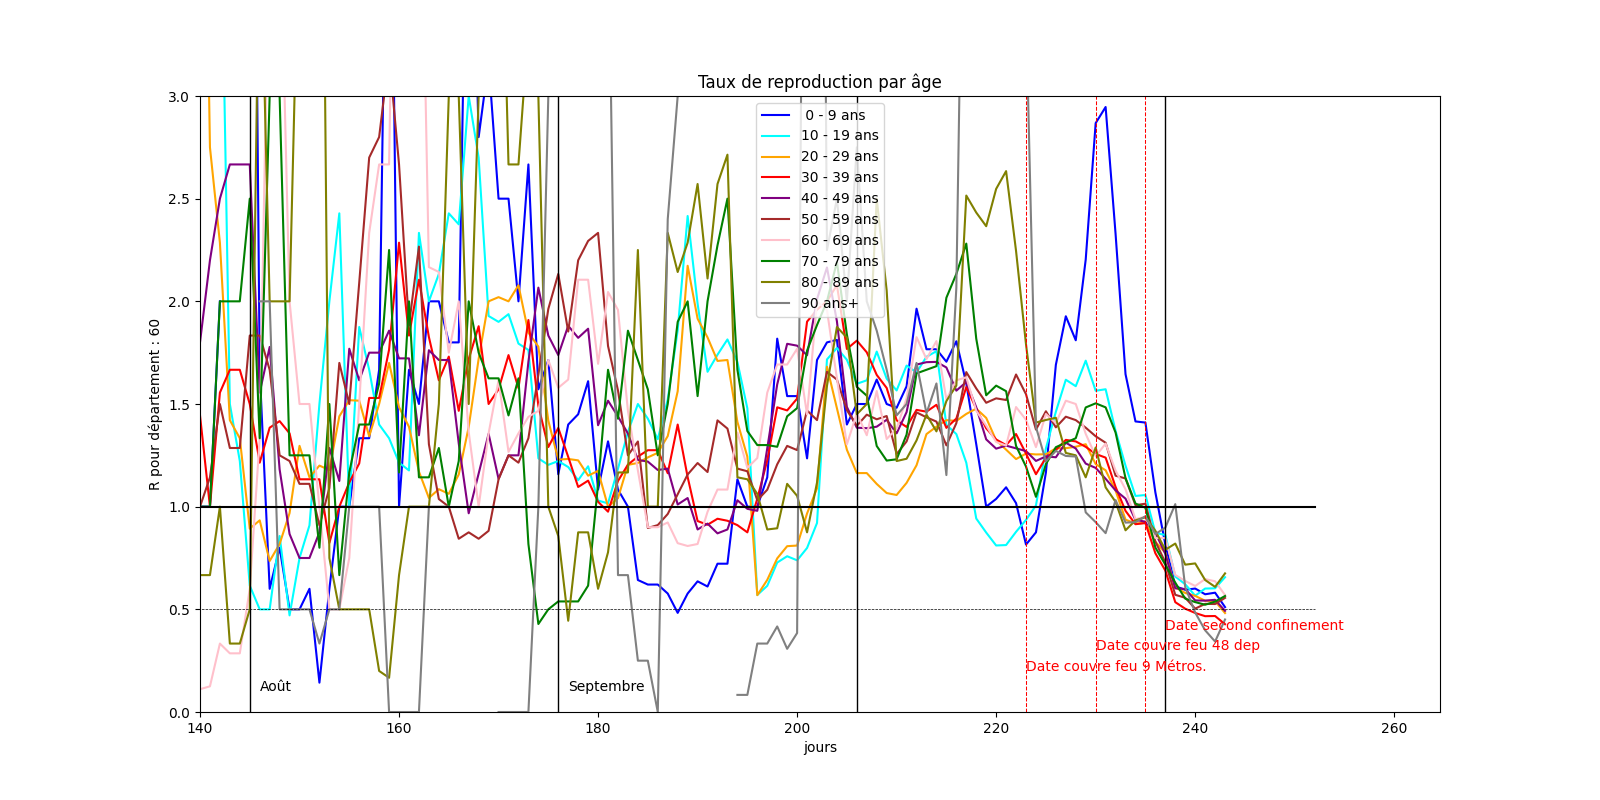 Taux de reproduction par âge
R pour département : 60
3.0
2.5
2.0
1.5
1.0
0.5
0.0
0 - 9 ans
10 - 19 ans
20 - 29 ans
30 - 39 ans
40 - 49 ans
50 - 59 ans
60 - 69 ans
70 - 79 ans
80 - 89 ans
90 ans+
Date second confinement
Date couvre feu 48 dep
Date couvre feu 9 Métros.
Août
Septembre
140
160
180
200
220
240
260
jours